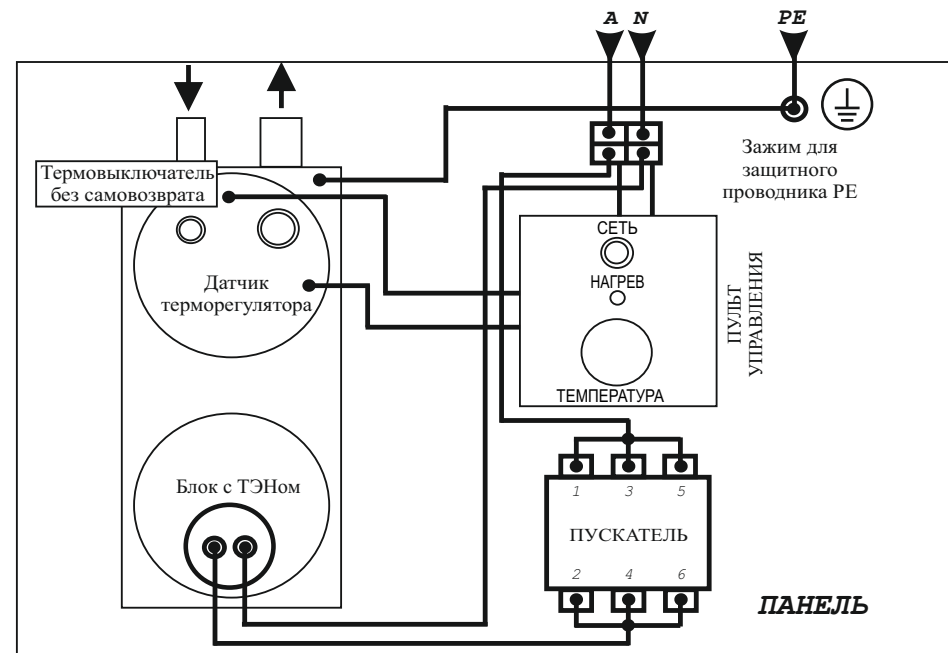 A N PE
Зажим для
защитного
проводника PE
Термовыключатель
без самовозврата
СЕТЬ
НАГРЕВ
ТЕМПЕРАТУРА
ПУЛЬТ
УПРАВЛЕНИЯ
Датчик
терморегулятора
Блок с ТЭНом
1 3 5
ПУСКАТЕЛЬ
2 4 6
ПАНЕЛЬ